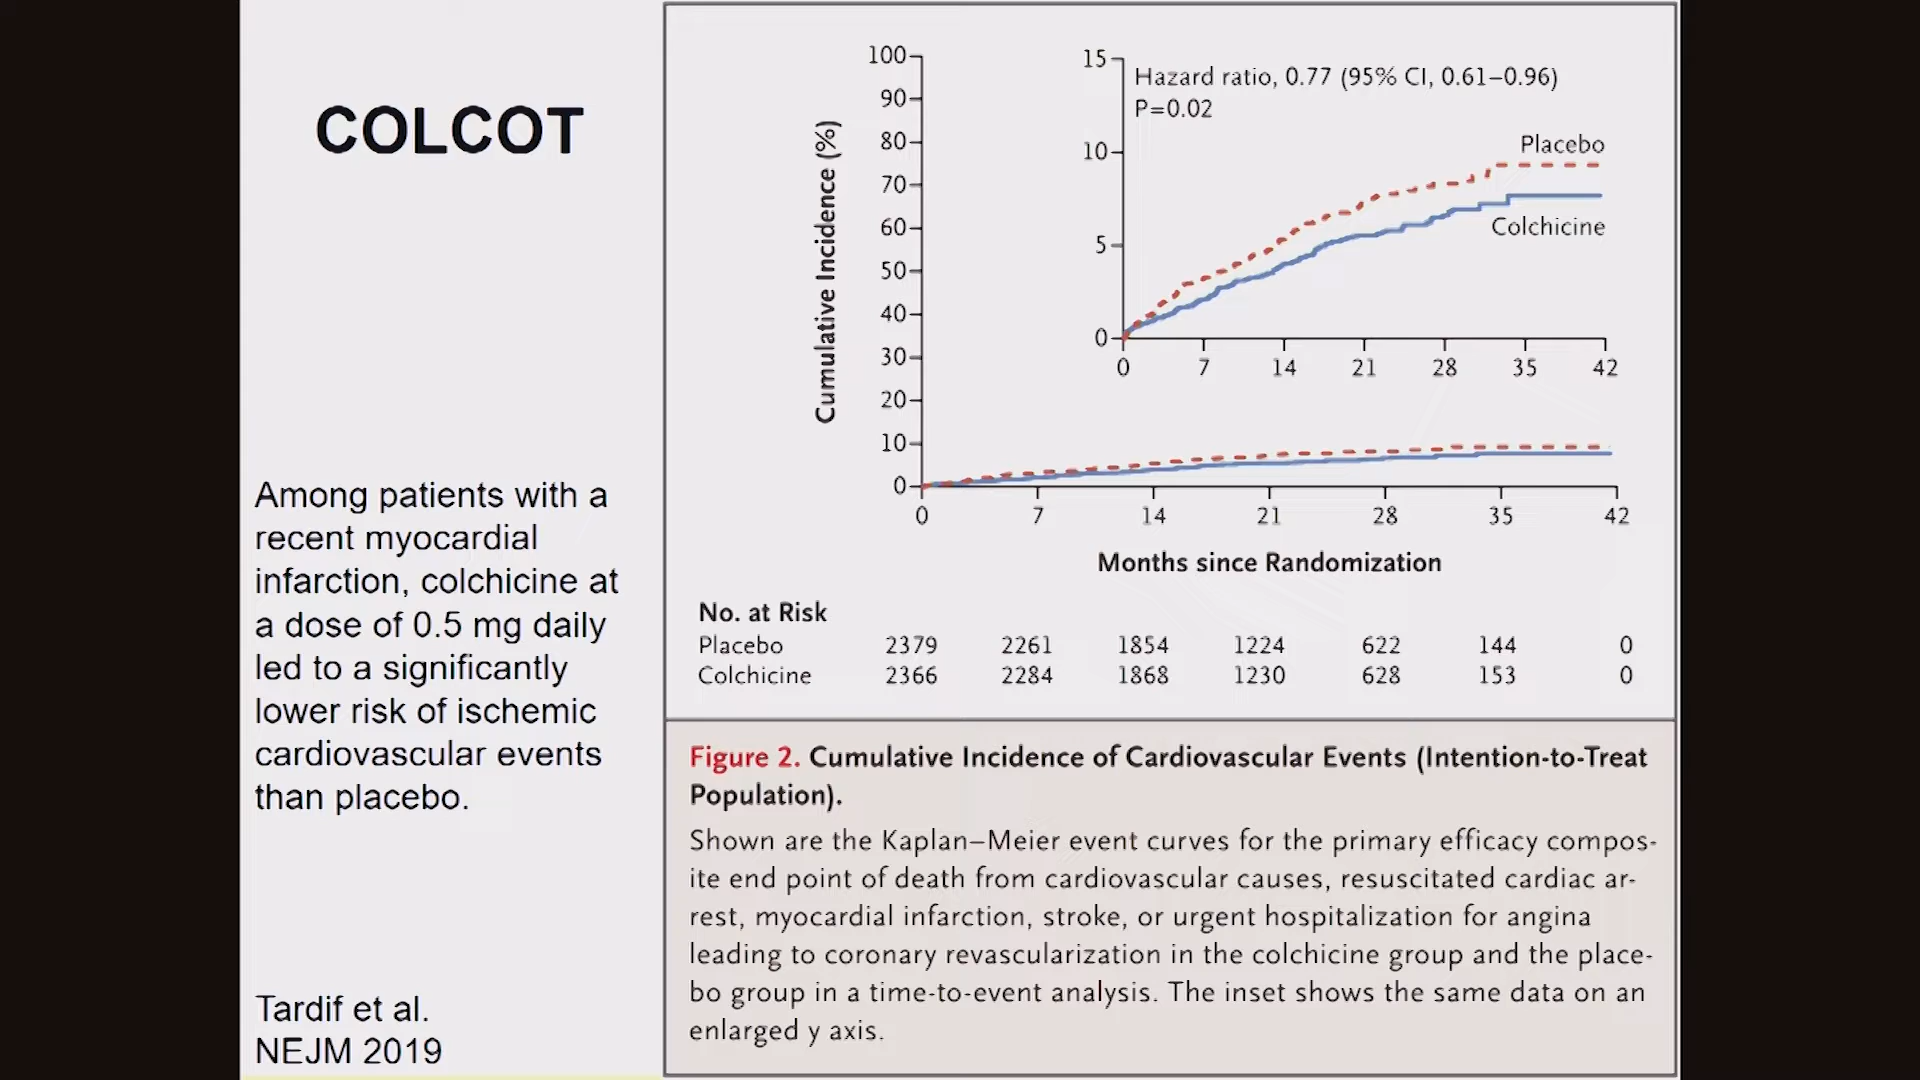 COLCOT
Among patients with a
recent myocardial
infarction, colchicine at
a dose of 0.5 mg daily
led to a significantly
lower risk of ischemic
cardiovascular events
than placebo.
Tardif et al.
NEJM 2019
Cumulative Incidence (%)
100
90
80
70
60
50
40
30
20
10
0
0 7 14 21 28 35 42
15
10
5
0
0 7 14 21 28 35 42
Hazard ratio, 0.77 (95% CI, 0.61–0.96)
P=0.02
Placebo
Colchicine
Months since Randomization
No. at Risk
Placebo 2379 2261 1854 1224 622 144 0
Colchicine 2366 2284 1868 1230 628 153 0
Figure 2. Cumulative Incidence of Cardiovascular Events (Intention-to-Treat
Population).
Shown are the Kaplan–Meier event curves for the primary efficacy compos-
ite end point of death from cardiovascular causes, resuscitated cardiac ar-
rest, myocardial infarction, stroke, or urgent hospitalization for angina
leading to coronary revascularization in the colchicine group and the place-
bo group in a time-to-event analysis. The inset shows the same data on an
enlarged y axis.